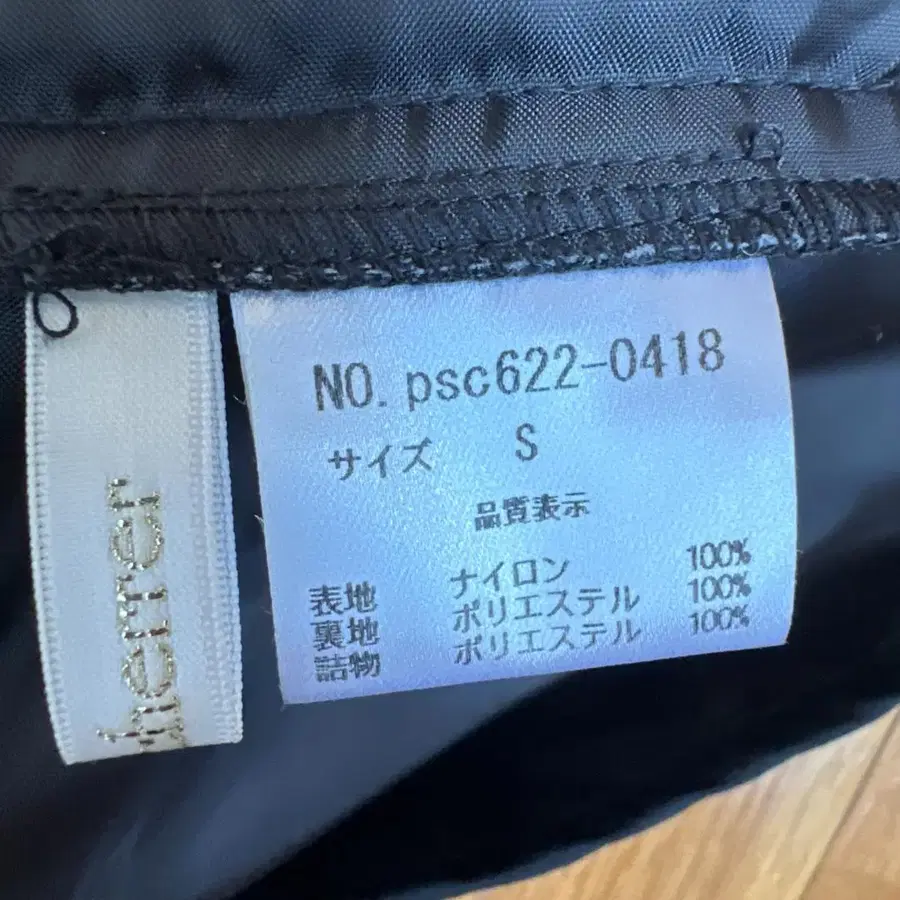 NO. psc622-0418
サイズ S
品質表示
表地 ナイロン 100%
裏地 ポリエステル 100%
詰物 ポリエステル 100%